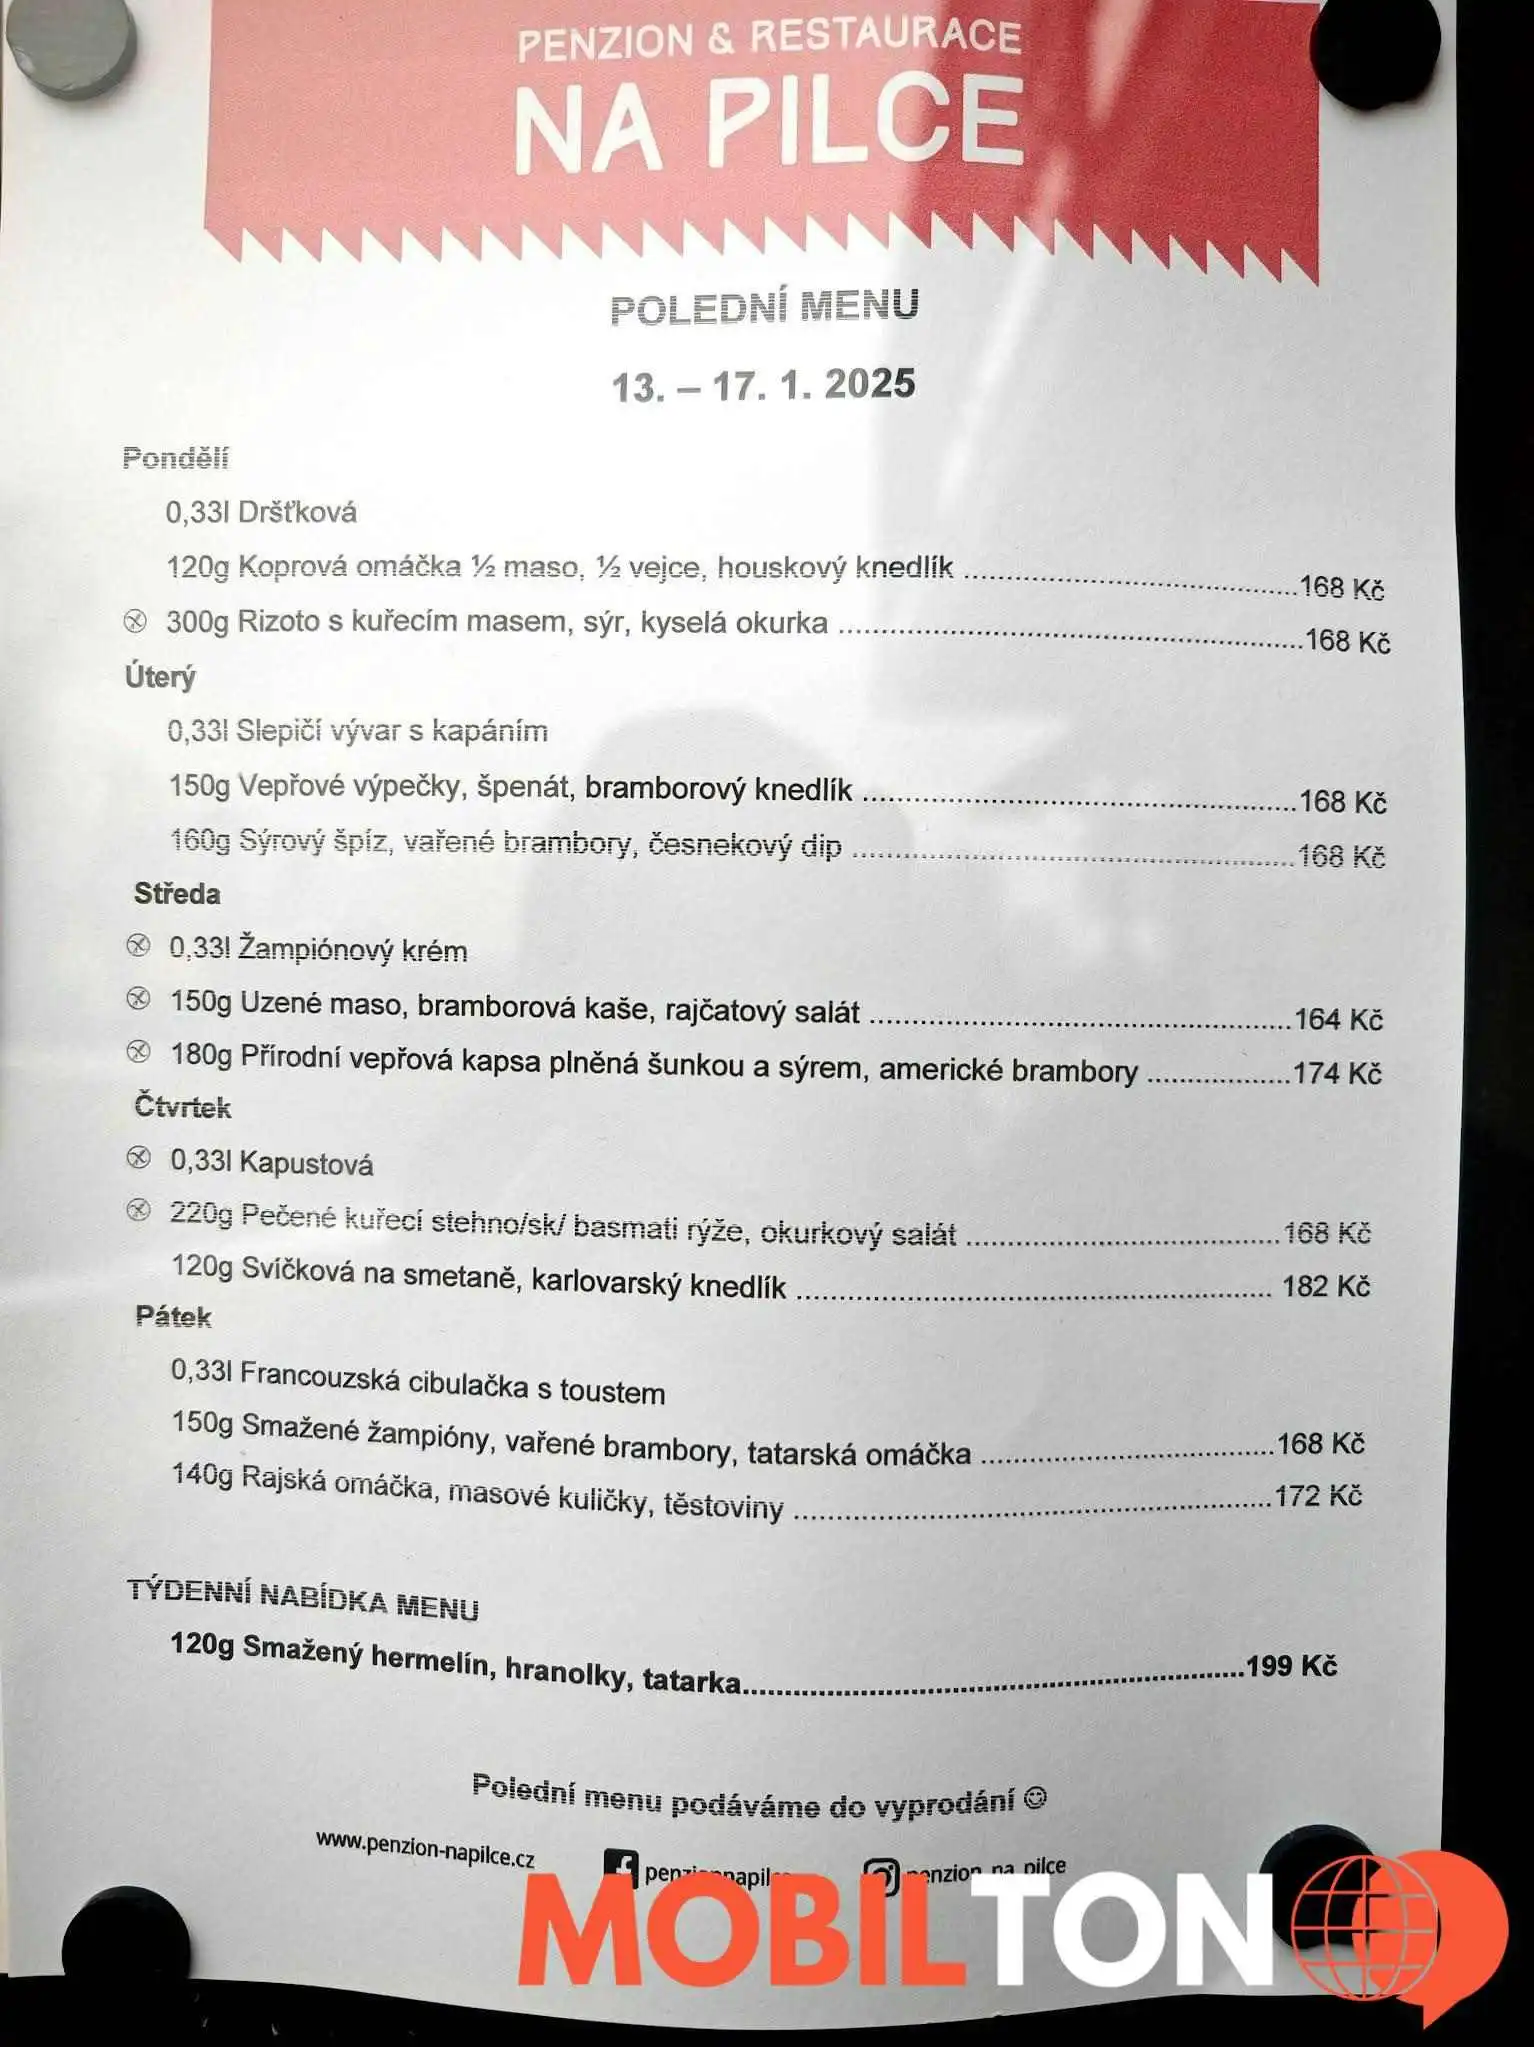 PENZION & RESTAURACE
NA PILCE
POLEDNÍ MENU
13. – 17. 1. 2025
Pondělí
0,33l Dršťková
120g Koprová omáčka ½ maso, ½ vejce, houskový knedlík ........................................168 Kč
300g Rizoto s kuřecím masem, sýr, kyselá okurka ........................................168 Kč
Úterý
0,33l Slepičí vývar s kapáním
150g Vepřové výpečky, špenát, bramborový knedlík ........................................168 Kč
160g Sýrový špíz, vařené brambory, česnekový dip ........................................168 Kč
Středa
0,33l Žampiónový krém
150g Uzené maso, bramborová kaše, rajčatový salát ........................................164 Kč
180g Přírodní vepřová kapsa plněná šunkou a sýrem, americké brambory .................174 Kč
Čtvrtek
0,33l Kapustová
220g Pečené kuřecí stehno/sk/ basmati rýže, okurkový salát ........................................168 Kč
120g Svíčková na smetaně, karlovarský knedlík ........................................ 182 Kč
Pátek
0,33l Francouzská cibulačka s toustem
150g Smažené žampióny, vařené brambory, tatarská omáčka ...................................168 Kč
140g Rajská omáčka, masové kuličky, těstoviny ........................................172 Kč
TÝDENNÍ NABÍDKA MENU
120g Smažený hermelín, hranolky, tatarka........................................199 Kč
Polední menu podáváme do vyprodání ☺
www.penzion-napilce.cz
penzion_na_pilce
MOBILTON